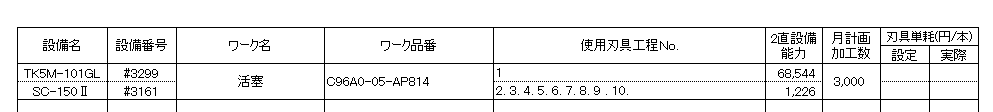 設備名 設備番号 ワーク名 ワーク品番 使用刃具工程No. 2直設備能力 月計画加工数 刃具単耗(円/本)
設定 実際
TK5M-101GL #3299 活塞 C96A0-05-AP814 1 68,544 3,000
SC-150Ⅱ #3161 2. 3. 4. 5. 6. 7. 8. 9 . 10. 1,226